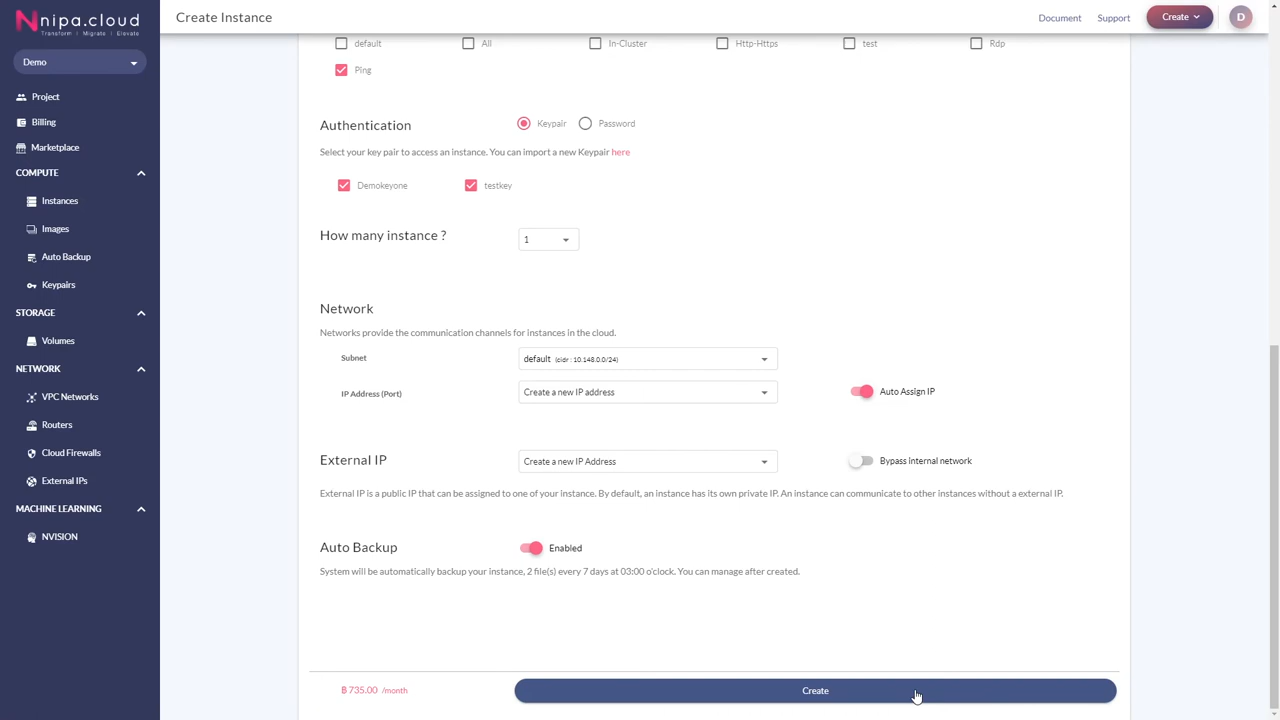 nipa.cloud
Transform | Migrate | Elevate
Create Instance
Document
Support
Create
D
Demo
Project
Billing
Marketplace
COMPUTE
Instances
Images
Auto Backup
Keypairs
STORAGE
Volumes
NETWORK
VPC Networks
Routers
Cloud Firewalls
External IPs
MACHINE LEARNING
NVISION
default
All
In-Cluster
Http-Https
test
Rdp
Ping
Authentication
Keypair
Password
Select your key pair to access an instance. You can import a new Keypair here
Demokeyone
testkey
How many instance ?
1
Network
Networks provide the communication channels for instances in the cloud.
Subnet
default (cidr : 10.148.0.0/24)
IP Address (Port)
Create a new IP address
Auto Assign IP
External IP
Create a new IP Address
Bypass internal network
External IP is a public IP that can be assigned to one of your instance. By default, an instance has its own private IP. An instance can communicate to other instances without a external IP.
Auto Backup
Enabled
System will be automatically backup your instance, 2 file(s) every 7 days at 03:00 o'clock. You can manage after created.
฿ 735.00 /month
Create